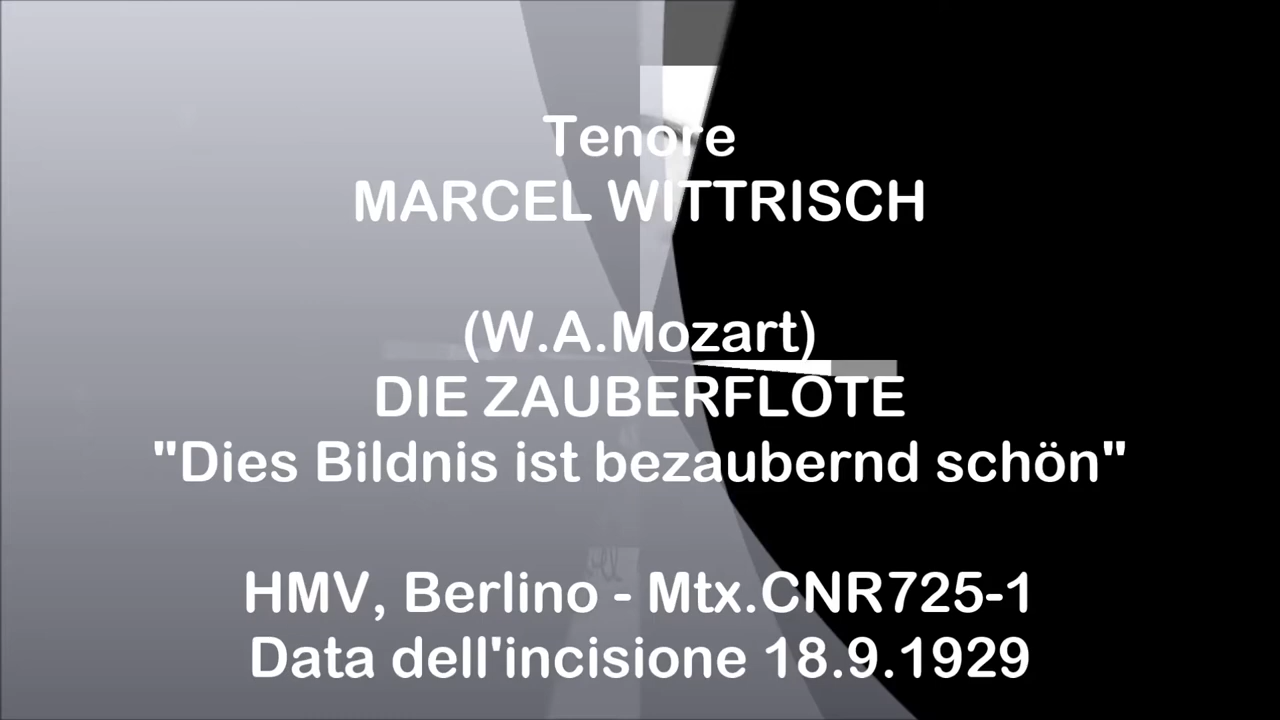 Tenore
MARCEL WITTRISCH
(W.A.Mozart)
DIE ZAUBERFLÖTE
"Dies Bildnis ist bezaubernd schön"
HMV, Berlino - Mtx.CNR725-1
Data dell'incisione 18.9.1929